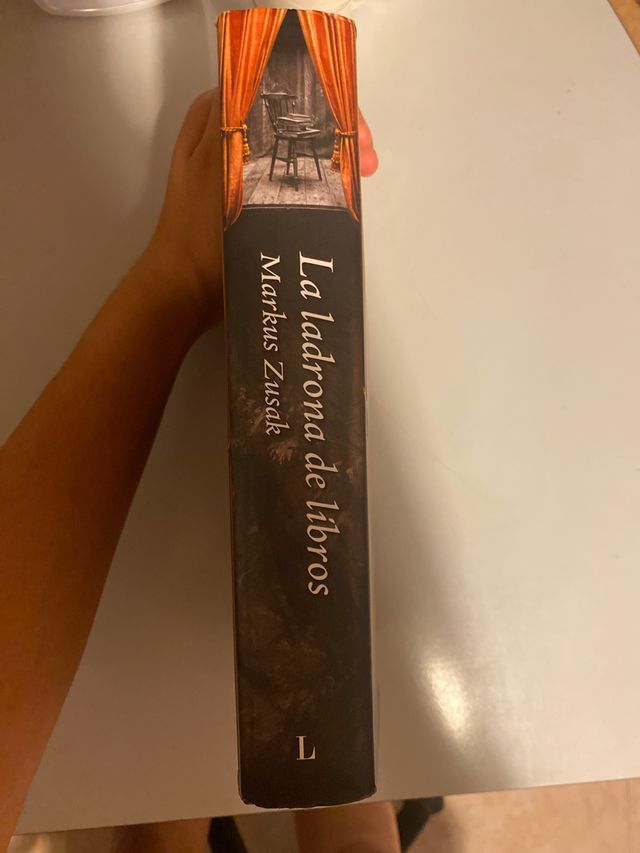 La ladrona de libros
Markus Zusak
L